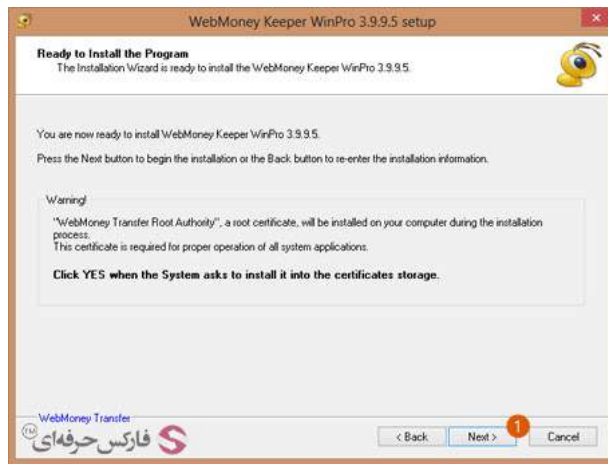 WebMoney Keeper WinPro 3.9.9.5 setup
Ready to Install the Program
The Installation Wizard is ready to install the WebMoney Keeper WinPro 3.9.9.5.
You are now ready to install WebMoney Keeper WinPro 3.9.9.5.
Press the Next button to begin the installation or the Back button to re-enter the installation information.
Warning!
"WebMoney Transfer Root Authority", a root certificate, will be installed on your computer during the installation
process.
This certificate is required for proper operation of all system applications.
Click YES when the System asks to install it into the certificates storage.
WebMoney Transfer
فارکس حرفه‌ای TM
< Back Next > 1 Cancel